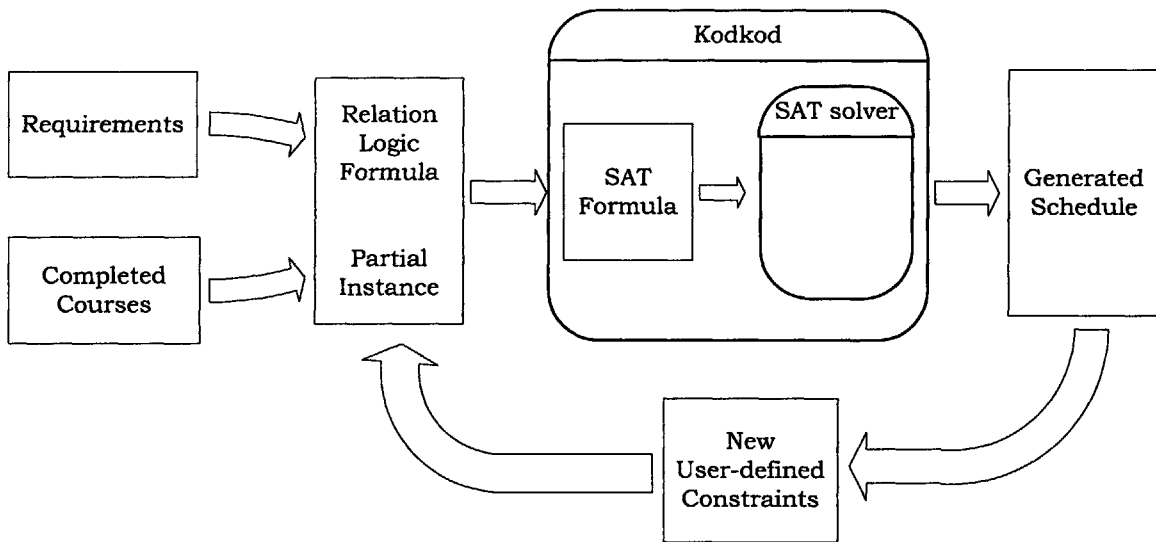 Kodkod
Requirements
Relation
Logic
Formula
SAT solver
SAT
Formula
Generated
Schedule
Completed
Courses
Partial
Instance
New
User-defined
Constraints